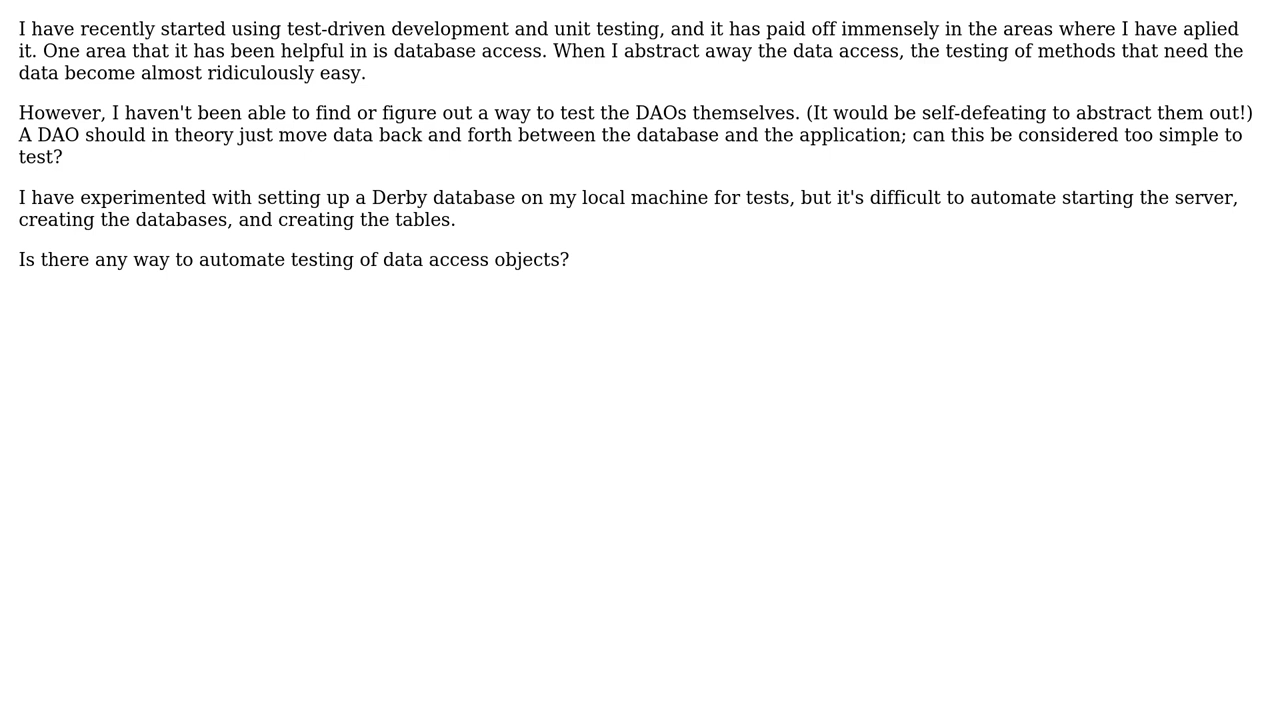 I have recently started using test-driven development and unit testing, and it has paid off immensely in the areas where I have aplied
it. One area that it has been helpful in is database access. When I abstract away the data access, the testing of methods that need the
data become almost ridiculously easy.
However, I haven't been able to find or figure out a way to test the DAOs themselves. (It would be self-defeating to abstract them out!)
A DAO should in theory just move data back and forth between the database and the application; can this be considered too simple to
test?
I have experimented with setting up a Derby database on my local machine for tests, but it's difficult to automate starting the server,
creating the databases, and creating the tables.
Is there any way to automate testing of data access objects?